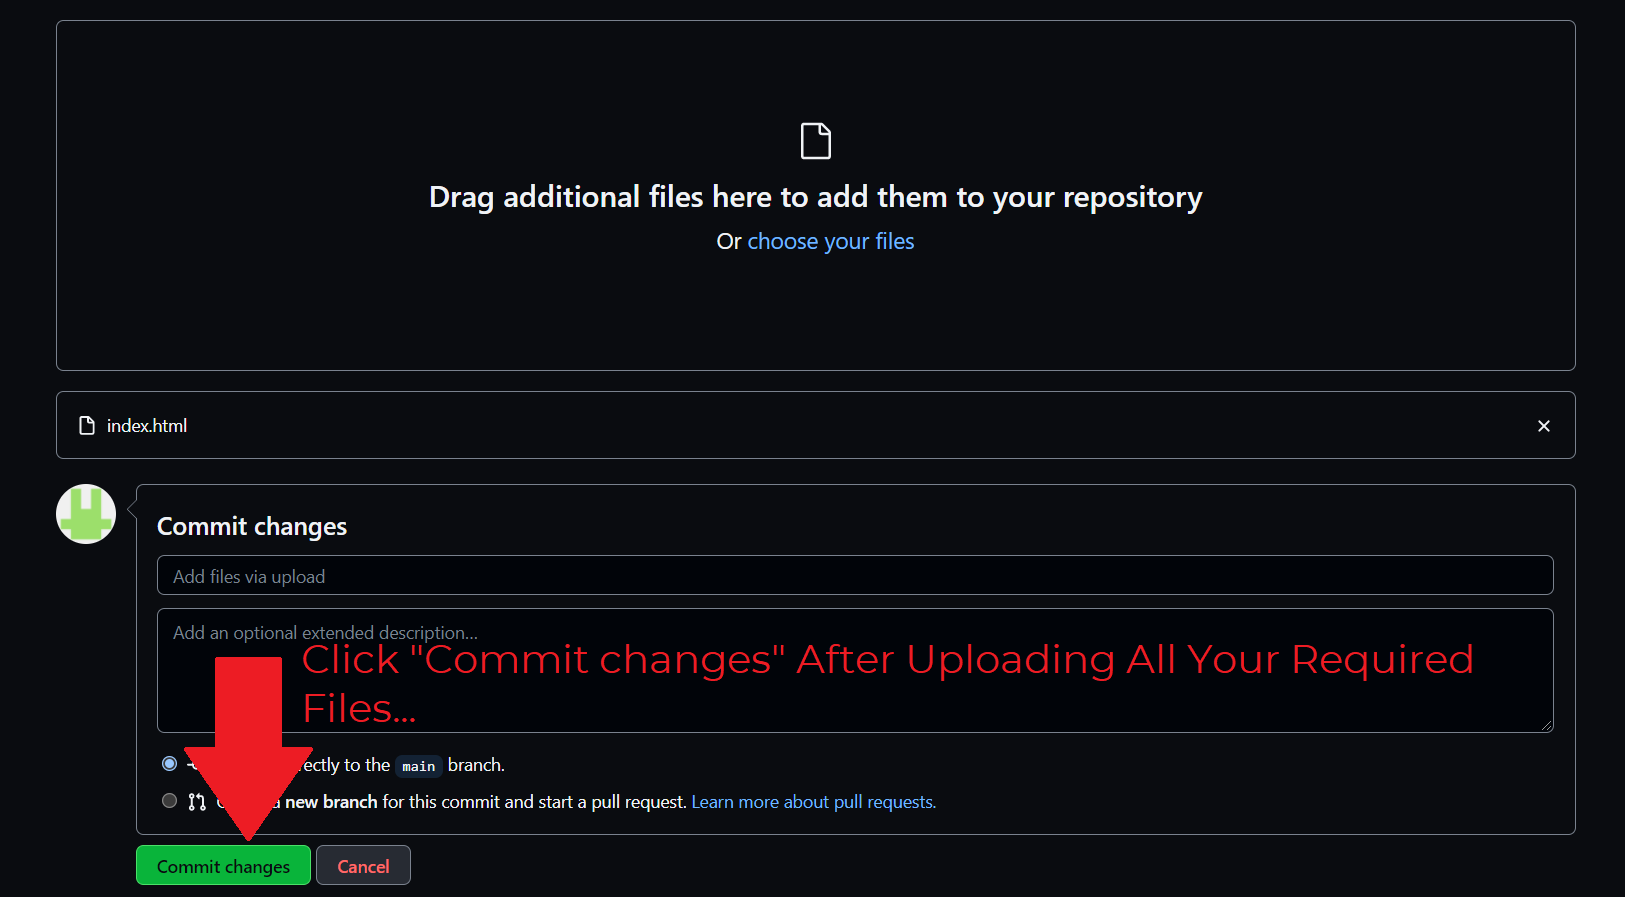 Drag additional files here to add them to your repository
Or choose your files
index.html
Commit changes
Add files via upload
Add an optional extended description...
Click "Commit changes" After Uploading All Your Required
Files...
to the main branch.
new branch for this commit and start a pull request. Learn more about pull requests.
Commit changes Cancel